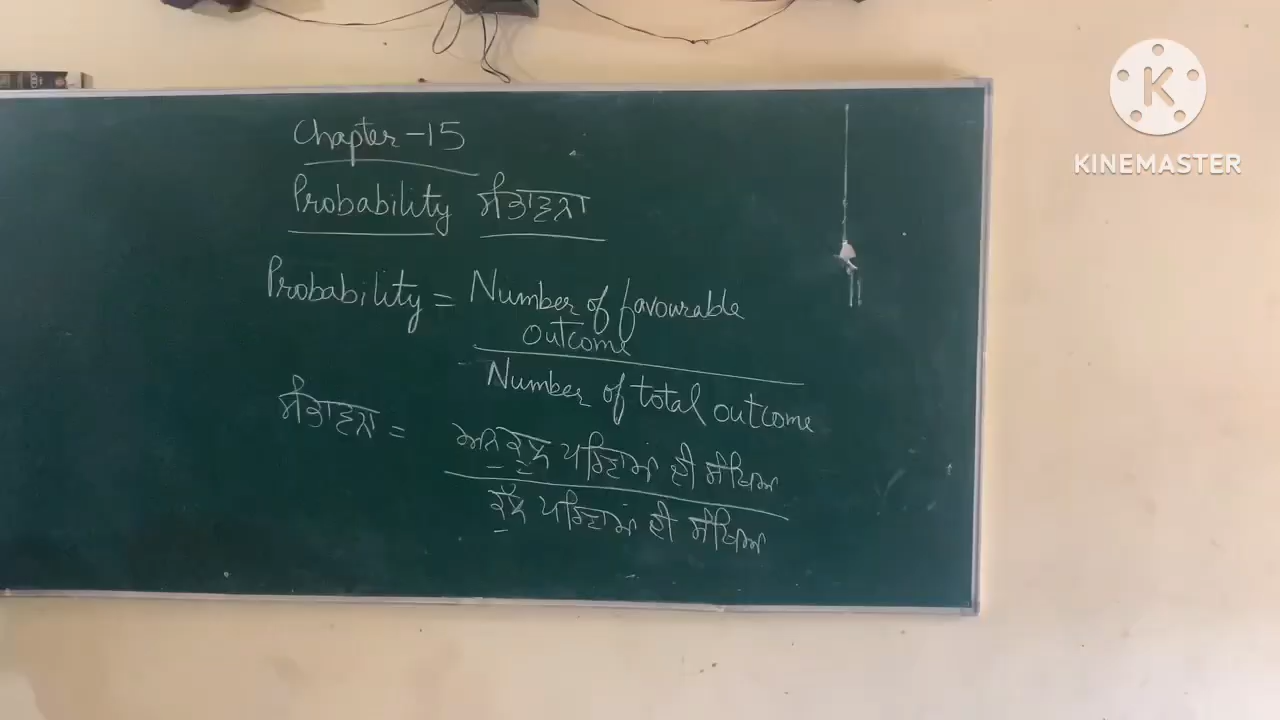 Chapter-15
Probability ਸੰਭਾਵਨਾ
Probability = Number of favourable
outcome
Number of total outcome
ਸੰਭਾਵਨਾ =
ਅਨੁਕੂਲ ਪਰਿਣਾਮਾਂ ਦੀ ਸੰਖਿਆ
ਕੁੱਲ ਪਰਿਣਾਮਾਂ ਦੀ ਸੰਖਿਆ
K
KINEMASTER